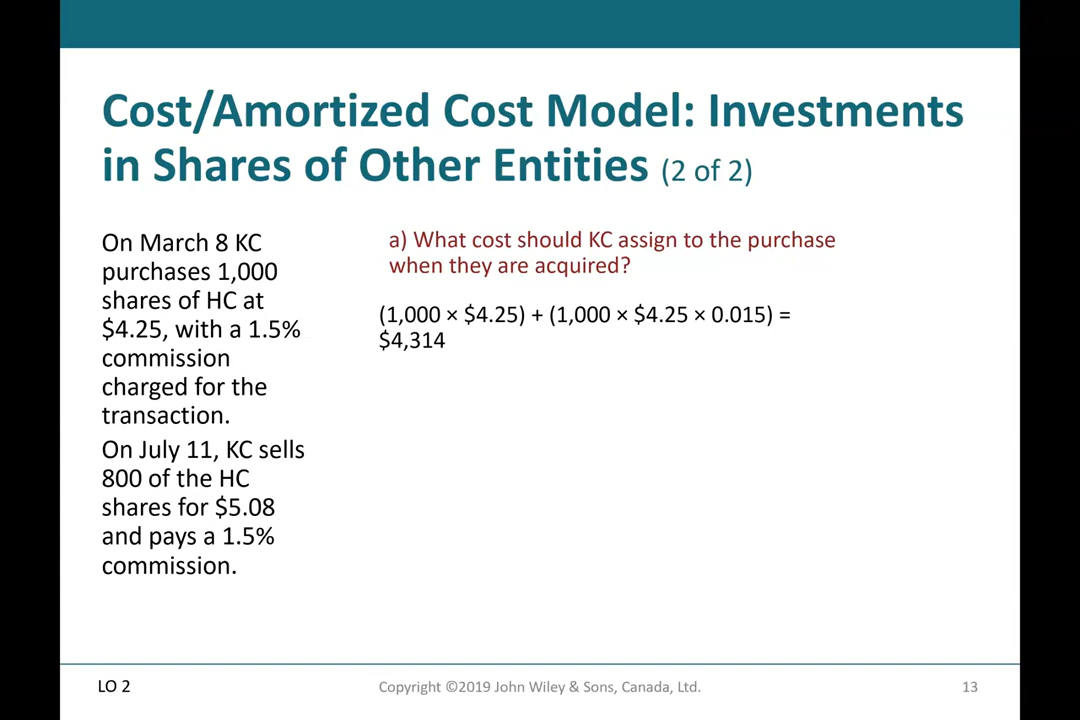 Cost/Amortized Cost Model: Investments
in Shares of Other Entities (2 of 2)
On March 8 KC
purchases 1,000
shares of HC at
$4.25, with a 1.5%
commission
charged for the
transaction.
On July 11, KC sells
800 of the HC
shares for $5.08
and pays a 1.5%
commission.
a) What cost should KC assign to the purchase
when they are acquired?
(1,000 × $4.25) + (1,000 × $4.25 × 0.015) =
$4,314
LO 2
Copyright ©2019 John Wiley & Sons, Canada, Ltd.
13